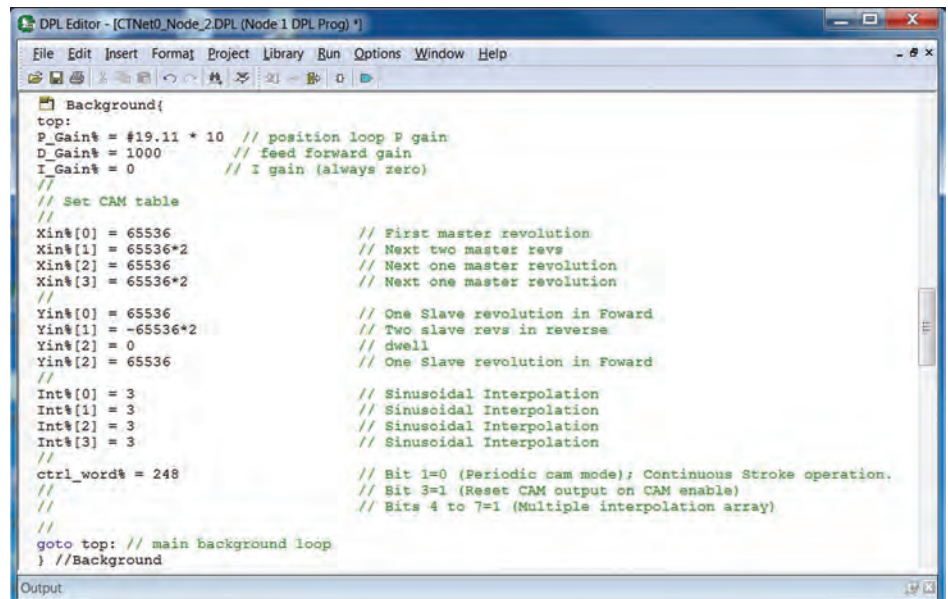 DPL Editor - [CTNet0_Node_2.DPL (Node 1 DPL Prog) *]
File Edit Insert Format Project Library Run Options Window Help
Background{
top:
P_Gain% = #19.11 * 10 // position loop P gain
D_Gain% = 1000 // feed forward gain
I_Gain% = 0 // I gain (always zero)
//
// Set CAM table
//
Xin%[0] = 65536 // First master revolution
Xin%[1] = 65536*2 // Next two master revs
Xin%[2] = 65536 // Next one master revolution
Xin%[3] = 65536*2 // Next one master revolution
//
Yin%[0] = 65536 // One Slave revolution in Foward
Yin%[1] = -65536*2 // Two slave revs in reverse
Yin%[2] = 0 // dwell
Yin%[2] = 65536 // One Slave revolution in Foward
//
Int%[0] = 3 // Sinusoidal Interpolation
Int%[1] = 3 // Sinusoidal Interpolation
Int%[2] = 3 // Sinusoidal Interpolation
Int%[3] = 3 // Sinusoidal Interpolation
//
ctrl_word% = 248 // Bit 1=0 (Periodic cam mode); Continuous Stroke operation.
// // Bit 3=1 (Reset CAM output on CAM enable)
// // Bits 4 to 7=1 (Multiple interpolation array)
//
goto top: // main background loop
} //Background
Output